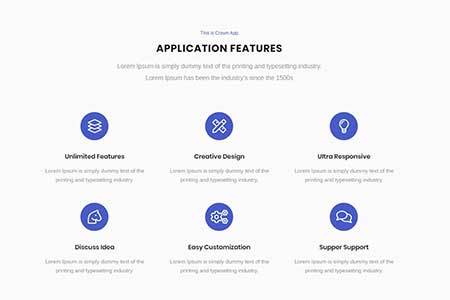 This is Crown App
APPLICATION FEATURES
Lorem Ipsum is simply dummy text of the printing and typesetting industry.
Lorem Ipsum has been the industry's since the 1500s
Unlimited Features
Creative Design
Ultra Responsive
Lorem Ipsum is simply dummy text of the
printing and typesetting industry.
Lorem Ipsum is simply dummy text of the
printing and typesetting industry.
Lorem Ipsum is simply dummy text of the
printing and typesetting industry.
Discuss Idea
Easy Customization
Supper Support
Lorem Ipsum is simply dummy text of the
printing and typesetting industry
Lorem Ipsum is simply dummy text of the
printing and typesetting industry.
Lorem Ipsum is simply dummy text of the
printing and typesetting industry.